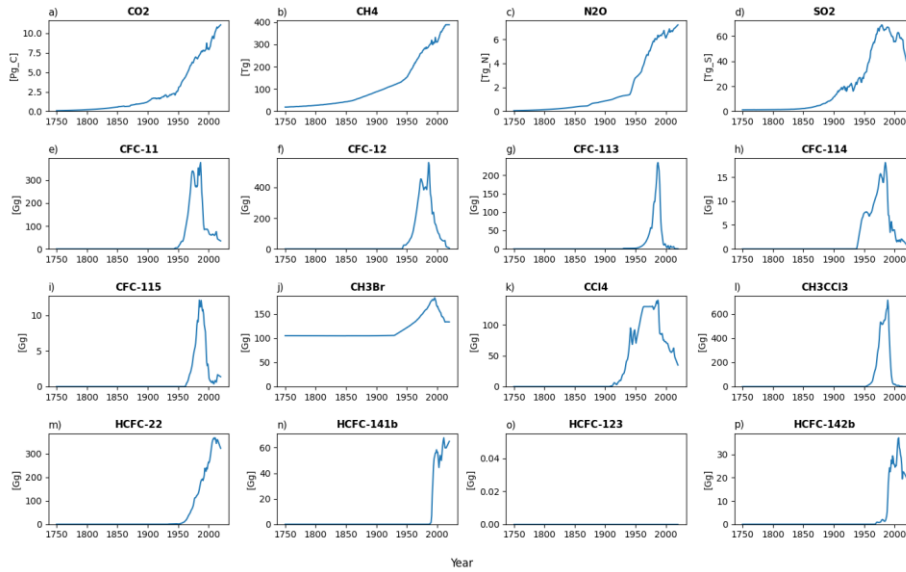 a) CO2
[Pg_C]
10.0
7.5
5.0
2.5
0.0
1750 1800 1850 1900 1950 2000
b) CH4
[Tg]
400
300
200
100
0
1750 1800 1850 1900 1950 2000
c) N2O
[Tg_N]
6
4
2
0
1750 1800 1850 1900 1950 2000
d) SO2
[Tg_S]
60
40
20
0
1750 1800 1850 1900 1950 2000
e) CFC-11
[Gg]
300
200
100
0
1750 1800 1850 1900 1950 2000
f) CFC-12
[Gg]
400
200
0
1750 1800 1850 1900 1950 2000
g) CFC-113
[Gg]
200
150
100
50
0
1750 1800 1850 1900 1950 2000
h) CFC-114
[Gg]
15
10
5
0
1750 1800 1850 1900 1950 2000
i) CFC-115
[Gg]
10
5
0
1750 1800 1850 1900 1950 2000
j) CH3Br
[Gg]
150
100
50
0
1750 1800 1850 1900 1950 2000
k) CCl4
[Gg]
100
50
0
1750 1800 1850 1900 1950 2000
l) CH3CCl3
[Gg]
600
400
200
0
1750 1800 1850 1900 1950 2000
m) HCFC-22
[Gg]
300
200
100
0
1750 1800 1850 1900 1950 2000
n) HCFC-141b
[Gg]
60
40
20
0
1750 1800 1850 1900 1950 2000
o) HCFC-123
[Gg]
0.04
0.02
0.00
1750 1800 1850 1900 1950 2000
p) HCFC-142b
[Gg]
30
20
10
0
1750 1800 1850 1900 1950 2000
Year